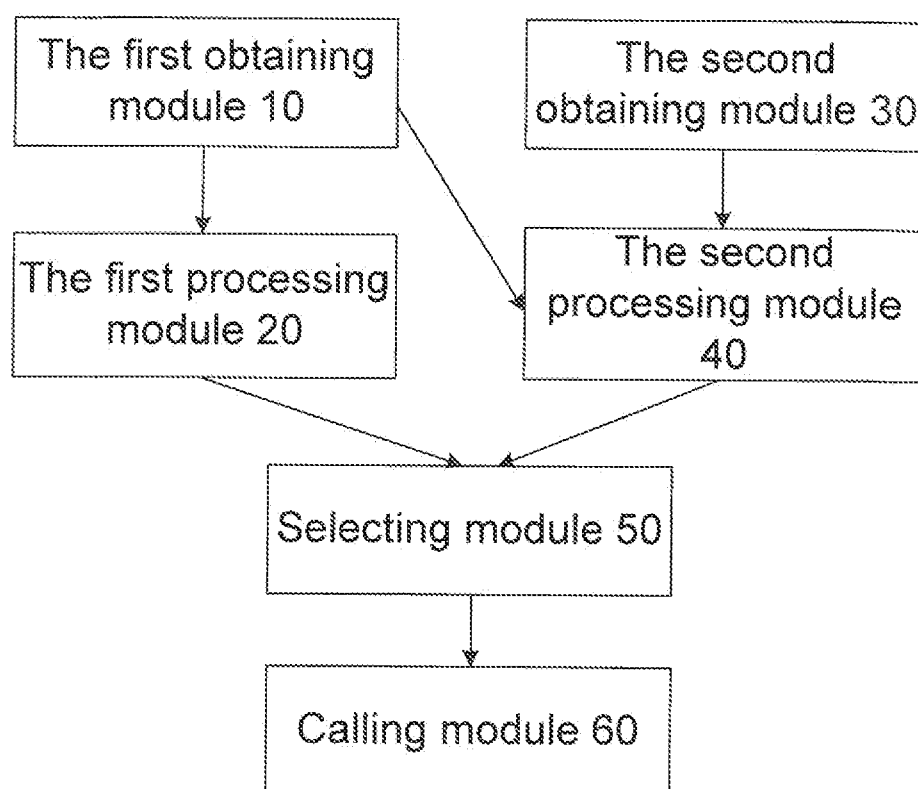 The first obtaining
module 10
The second
obtaining module 30
The first processing
module 20
The second
processing module
40
Selecting module 50
Calling module 60